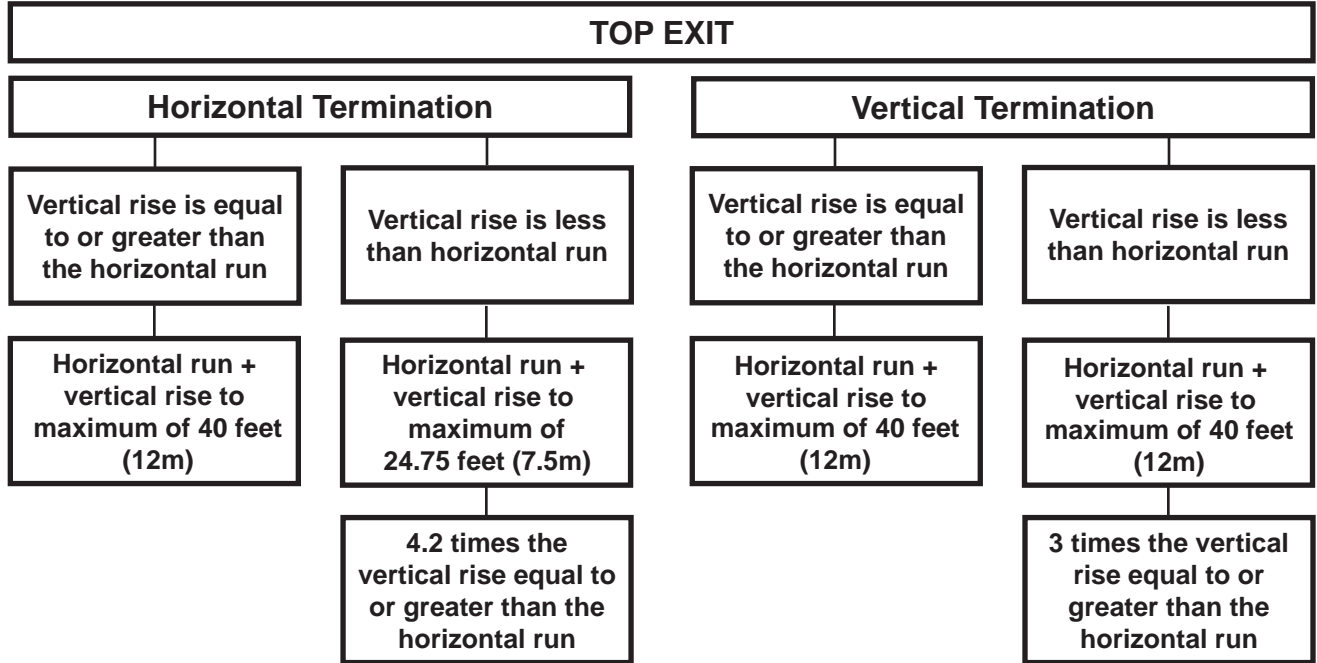 TOP EXIT
Horizontal Termination
Vertical rise is equal
to or greater than
the horizontal run
Horizontal run +
vertical rise to
maximum of 40 feet
(12m)
Vertical rise is less
than horizontal run
Horizontal run +
vertical rise to
maximum of
24.75 feet (7.5m)
4.2 times the
vertical rise equal to
or greater than the
horizontal run
Vertical Termination
Vertical rise is equal
to or greater than
the horizontal run
Horizontal run +
vertical rise to
maximum of 40 feet
(12m)
Vertical rise is less
than horizontal run
Horizontal run +
vertical rise to
maximum of 40 feet
(12m)
3 times the vertical
rise equal to or
greater than the
horizontal run